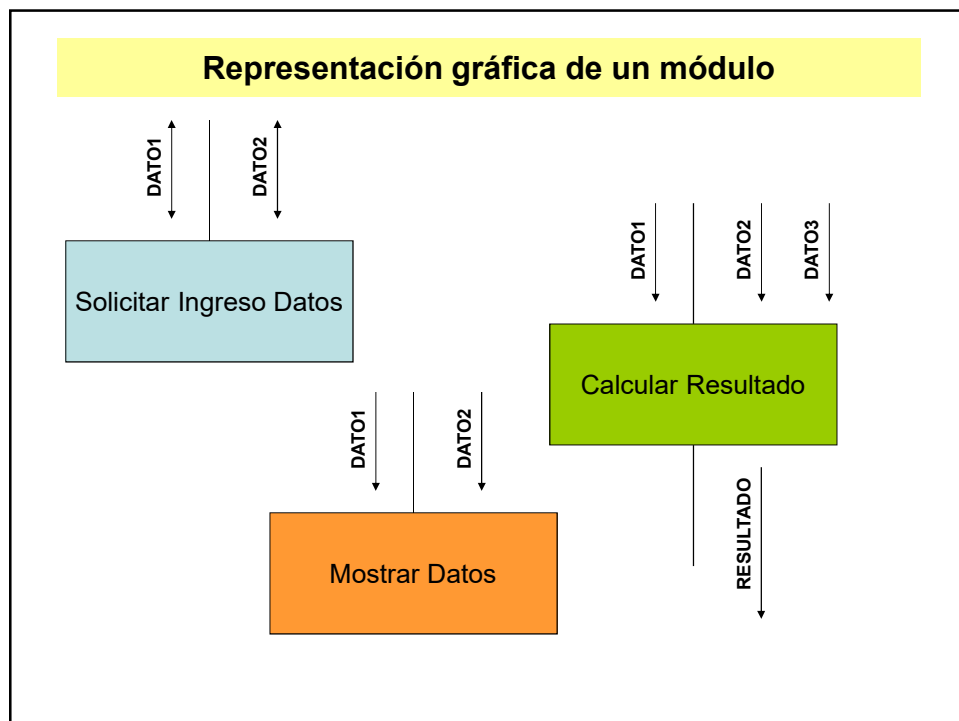 Representación gráfica de un módulo
DATO1
DATO2
Solicitar Ingreso Datos
DATO1
DATO2
DATO3
Calcular Resultado
RESULTADO
DATO1
DATO2
Mostrar Datos